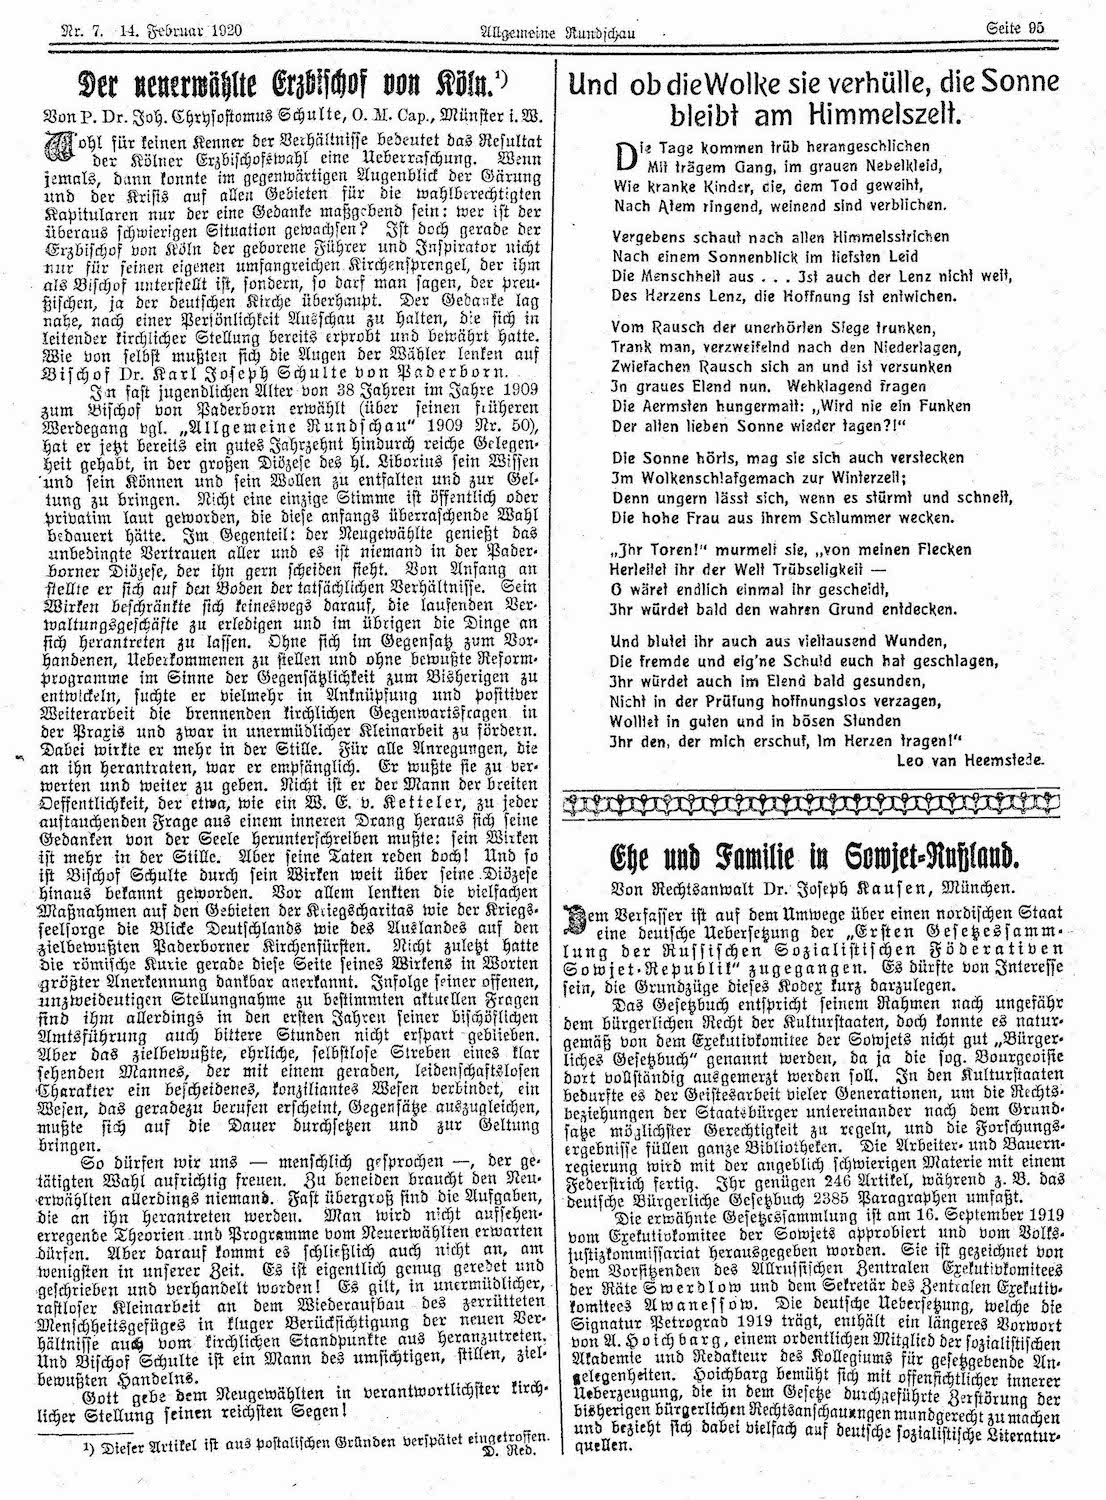 Nr. 7. 14. Februar 1920
Allgemeine Rundschau
Seite 95
Der neuerwählte Erzbischof von Köln.¹)
Von P. Dr. Joh. Chrysostomus Schulte, O. M. Cap., Münster i. W.
Wohl für keinen Kenner der Verhältnisse bedeutet das Resultat
der Kölner Erzbischofswahl eine Ueberraschung. Wenn
jemals, dann konnte im gegenwärtigen Augenblick der Gärung
und der Krisis auf allen Gebieten für die wahlberechtigten
Kapitularen nur der eine Gedanke maßgebend sein: wer ist der
überaus schwierigen Situation gewachsen? Ist doch gerade der
Erzbischof von Köln der geborene Führer und Inspirator nicht
nur für seinen eigenen umfangreichen Kirchensprengel, der ihm
als Bischof unterstellt ist, sondern, so darf man sagen, der preu-
ßischen, ja der deutschen Kirche überhaupt. Der Gedanke lag
nahe, nach einer Persönlichkeit Ausschau zu halten, die sich in
leitender kirchlicher Stellung bereits erprobt und bewährt hatte.
Wie von selbst mußten sich die Augen der Wähler lenken auf
Bischof Dr. Karl Joseph Schulte von Paderborn.
In fast jugendlichen Alter von 38 Jahren im Jahre 1909
zum Bischof von Paderborn erwählt (über seinen früheren
Werdegang vgl. „Allgemeine Rundschau“ 1909 Nr. 50),
hat er jetzt bereits ein gutes Jahrzehnt hindurch reiche Gelegen-
heit gehabt, in der großen Diözese des hl. Liborius sein Wissen
und sein Können und sein Wollen zu entfalten und zur Gel-
tung zu bringen. Nicht eine einzige Stimme ist öffentlich oder
privatim laut geworden, die diese anfangs überraschende Wahl
bedauert hätte. Im Gegenteil: der Neugewählte genießt das
unbedingte Vertrauen aller und es ist niemand in der Pader-
borner Diözese, der ihn gern scheiden sieht. Von Anfang an
stellte er sich auf den Boden der tatsächlichen Verhältnisse. Sein
Wirken beschränkte sich keineswegs darauf, die laufenden Ver-
waltungsgeschäfte zu erledigen und im übrigen die Dinge an
sich herantreten zu lassen. Ohne sich im Gegensatz zum Vor-
handenen, Ueberkommenen zu stellen und ohne bewußte Reform-
programme im Sinne der Gegensätzlichkeit zum Bisherigen zu
entwickeln, suchte er vielmehr in Anknüpfung und positiver
Weiterarbeit die brennenden kirchlichen Gegenwartsfragen in
der Praxis und zwar in unermüdlicher Kleinarbeit zu fördern.
Dabei wirkte er mehr in der Stille. Für alle Anregungen, die
an ihn herantraten, war er empfänglich. Er wußte sie zu ver-
werten und weiter zu geben. Nicht ist er der Mann der breiten
Oeffentlichkeit, der etwa, wie ein W. E. v. Ketteler, zu jeder
auftauchenden Frage aus einem inneren Drang heraus sich seine
Gedanken von der Seele herunterschreiben mußte: sein Wirken
ist mehr in der Stille. Aber seine Taten reden doch! Und so
ist Bischof Schulte durch sein Wirken weit über seine Diözese
hinaus bekannt geworden. Vor allem lenkten die vielfachen
Maßnahmen auf den Gebieten der Kriegscharitas wie der Kriegs-
seelsorge die Blicke Deutschlands wie des Auslandes auf den
zielbewußten Paderborner Kirchenfürsten. Nicht zuletzt hatte
die römische Kurie gerade diese Seite seines Wirkens in Worten
größter Anerkennung dankbar anerkannt. Infolge seiner offenen,
unzweideutigen Stellungnahme zu bestimmten aktuellen Fragen
sind ihm allerdings in den ersten Jahren seiner bischöflichen
Amtsführung auch bittere Stunden nicht erspart geblieben.
Aber das zielbewußte, ehrliche, selbstlose Streben eines klar
sehenden Mannes, der mit einem geraden, leidenschaftslosen
Charakter ein bescheidenes, konziliantes Wesen verbindet, ein
Wesen, das geradezu berufen erscheint, Gegensätze auszugleichen,
mußte sich auf die Dauer durchsetzen und zur Geltung
bringen.
So dürfen wir uns — menschlich gesprochen —, der ge-
tätigten Wahl aufrichtig freuen. Zu beneiden braucht den Neu-
erwählten allerdings niemand. Fast übergroß sind die Aufgaben,
die an ihn herantreten werden. Man wird nicht aufsehen-
erregende Theorien und Programme vom Neuerwählten erwarten
dürfen. Aber darauf kommt es schließlich auch nicht an, am
wenigsten in unserer Zeit. Es ist eigentlich genug geredet und
geschrieben und verhandelt worden! Es gilt, in unermüdlicher,
rastloser Kleinarbeit an dem Wiederaufbau des zerrütteten
Menschheitsgefüges in kluger Berücksichtigung der neuen Ver-
hältnisse auch vom kirchlichen Standpunkte aus heranzutreten.
Und Bischof Schulte ist ein Mann des umsichtigen, stillen, ziel-
bewußten Handelns.
Gott gebe dem Neugewählten in verantwortlichster kirch-
licher Stellung seinen reichsten Segen!
¹) Dieser Artikel ist aus postalischen Gründen verspätet eingetroffen.
D. Red.
Und ob die Wolke sie verhülle, die Sonne
bleibt am Himmelszelt.
Die Tage kommen trüb herangeschlichen
Mit trägem Gang, im grauen Nebelkleid,
Wie kranke Kinder, die, dem Tod geweiht,
Nach Atem ringend, weinend sind verblichen.
Vergebens schaut nach allen Himmelsstrichen
Nach einem Sonnenblick im tiefsten Leid
Die Menschheit aus . . . Ist auch der Lenz nicht weit,
Des Herzens Lenz, die Hoffnung ist entwichen.
Vom Rausch der unerhörten Siege trunken,
Trank man, verzweifelnd nach den Niederlagen,
Zwiefachen Rausch sich an und ist versunken
In graues Elend nun. Wehklagend fragen
Die Aermsten hungermatt: „Wird nie ein Funken
Der allen lieben Sonne wieder tagen?!“
Die Sonne hörts, mag sie sich auch verstecken
Im Wolkenschlafgemach zur Winterzeit;
Denn ungern lässt sich, wenn es stürmt und schneit,
Die hohe Frau aus ihrem Schlummer wecken.
„Ihr Toren!“ murmelt sie, „von meinen Flecken
Herleitet ihr der Welt Trübseligkeit —
O wäret endlich einmal ihr gescheidt,
Ihr würdet bald den wahren Grund entdecken.
Und blutet ihr auch aus vieltausend Wunden,
Die fremde und eig'ne Schuld euch hat geschlagen,
Ihr würdet auch im Elend bald gesunden,
Nicht in der Prüfung hoffnungslos verzagen,
Wolltet in guten und in bösen Stunden
Ihr den, der mich erschuf, im Herzen tragen!“
Leo van Heemstede.
Ehe und Familie in Sowjet-Rußland.
Von Rechtsanwalt Dr. Joseph Kausen, München.
Dem Verfasser ist auf dem Umwege über einen nordischen Staat
eine deutsche Uebersetzung der „Ersten Gesetzessamm-
lung der Russischen Sozialistischen Föderativen
Sowjet-Republik“ zugegangen. Es dürfte von Interesse
sein, die Grundzüge dieses Kodex kurz darzulegen.
Das Gesetzbuch entspricht seinem Rahmen nach ungefähr
dem bürgerlichen Recht der Kulturstaaten, doch konnte es natur-
gemäß von dem Exekutivkomitee der Sowjets nicht gut „Bürger-
liches Gesetzbuch“ genannt werden, da ja die sog. Bourgeoisie
dort vollständig ausgemerzt werden soll. In den Kulturstaaten
bedurfte es der Geistesarbeit vieler Generationen, um die Rechts-
beziehungen der Staatsbürger untereinander nach dem Grund-
satze möglichster Gerechtigkeit zu regeln, und die Forschungs-
ergebnisse füllen ganze Bibliotheken. Die Arbeiter- und Bauern-
regierung wird mit der angeblich schwierigen Materie mit einem
Federstrich fertig. Ihr genügen 246 Artikel, während z. B. das
deutsche Bürgerliche Gesetzbuch 2385 Paragraphen umfaßt.
Die erwähnte Gesetzessammlung ist am 16. September 1919
vom Exekutivkomitee der Sowjets approbiert und vom Volks-
justizkommissariat herausgegeben worden. Sie ist gezeichnet von
dem Vorsitzenden des Allrussischen Zentralen Exekutivkomitees
der Räte Swerdlow und dem Sekretär des Zentralen Exekutiv-
komitees Awanessow. Die deutsche Uebersetzung, welche die
Signatur Petrograd 1919 trägt, enthält ein längeres Vorwort
von A. Hoichbarg, einem ordentlichen Mitglied der sozialistischen
Akademie und Redakteur des Kollegiums für gesetzgebende An-
gelegenheiten. Hoichbarg bemüht sich mit offensichtlicher innerer
Ueberzeugung, die in dem Gesetze durchgeführte Zerstörung der
bisherigen bürgerlichen Rechtsanschauungen mundgerecht zu machen
und bezieht sich dabei vielfach auf deutsche sozialistische Literatur-
quellen.